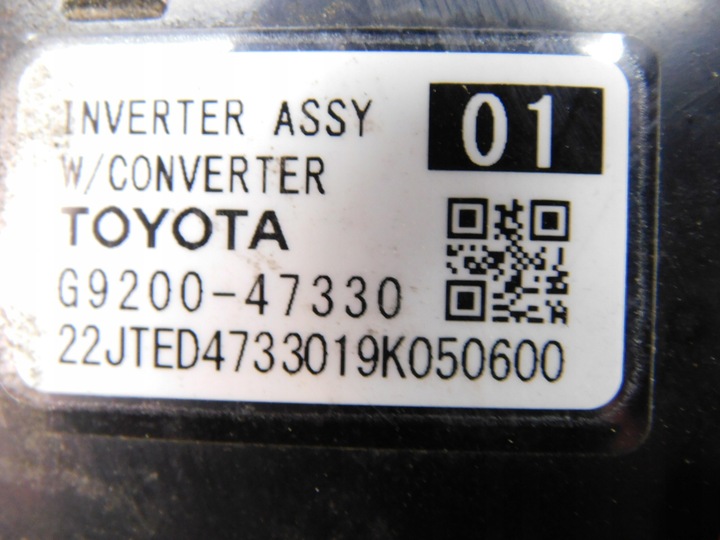 INVERTER ASSY 01
W/CONVERTER
TOYOTA
G9200-47330
22JTED4733019K050600